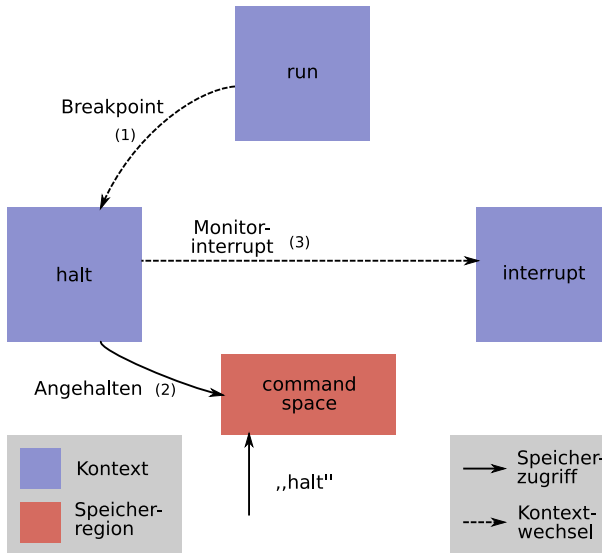 run
Breakpoint
(1)
Monitor-
interrupt (3)
halt
interrupt
Angehalten (2)
command
space
,,halt"
Kontext
Speicher-
region
Speicher-
zugriff
Kontext-
wechsel